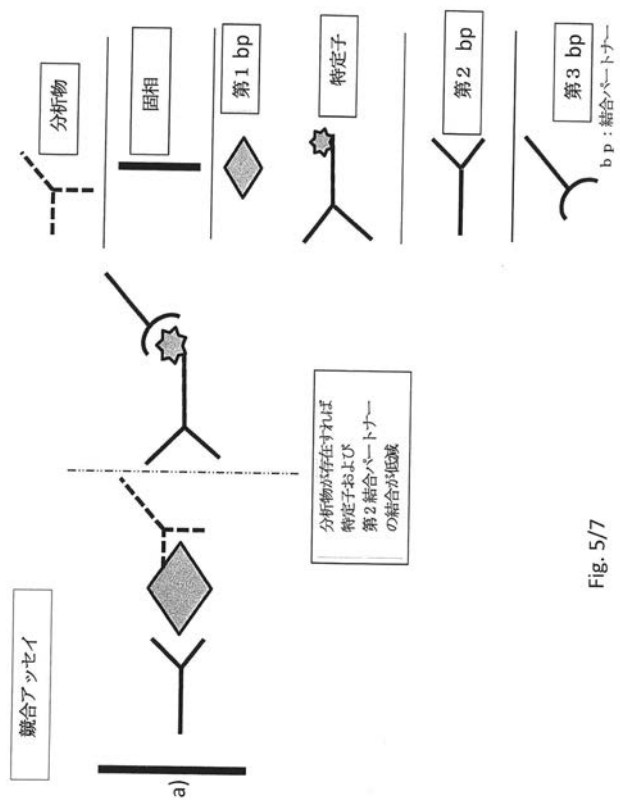 競合アッセイ
a)
分析物が存在すれば
特定子および
第2結合パートナー
の結合が低減
Fig. 5/7
分析物
固相
第1 bp
特定子
第2 bp
第3 bp
bp:結合パートナー